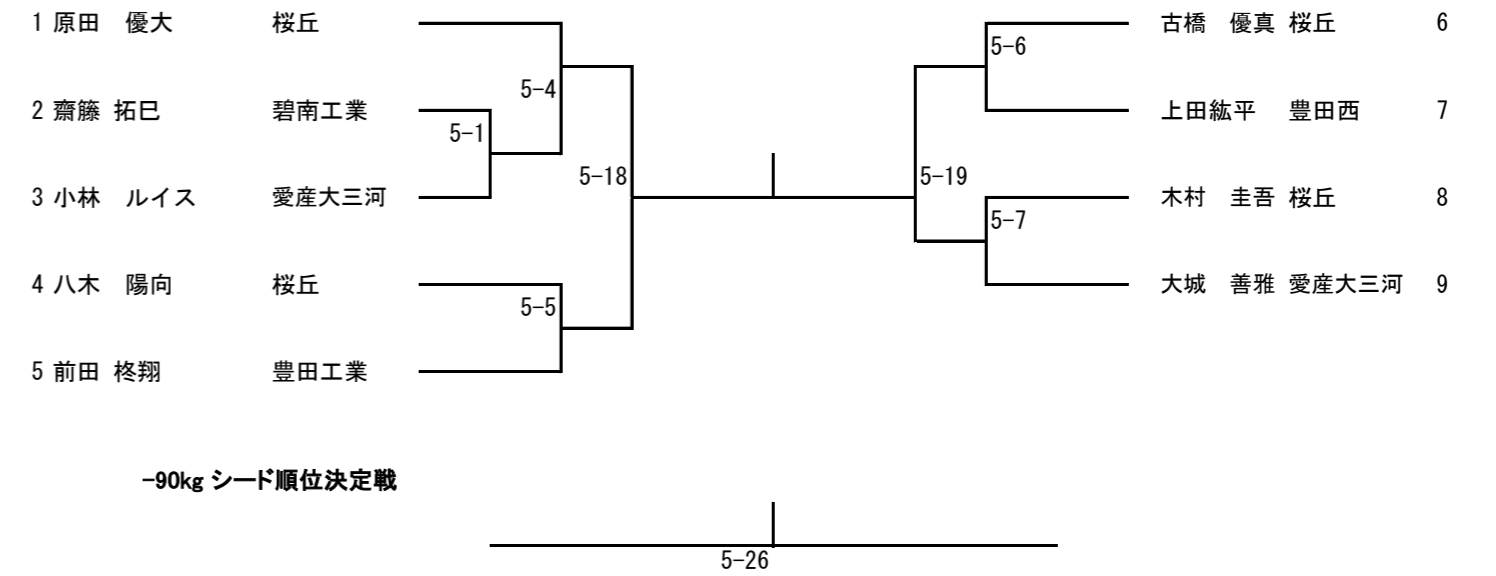 1 原田　優大 桜丘
古橋　優真 桜丘 6
5-6
5-4
2 齋藤 拓巳 碧南工業
上田紘平 豊田西 7
5-1
5-18
5-19
3 小林　ルイス 愛産大三河
木村　圭吾 桜丘 8
5-7
4 八木　陽向 桜丘
大城　善雅 愛産大三河 9
5-5
5 前田 柊翔 豊田工業
-90kg シード順位決定戦
5-26